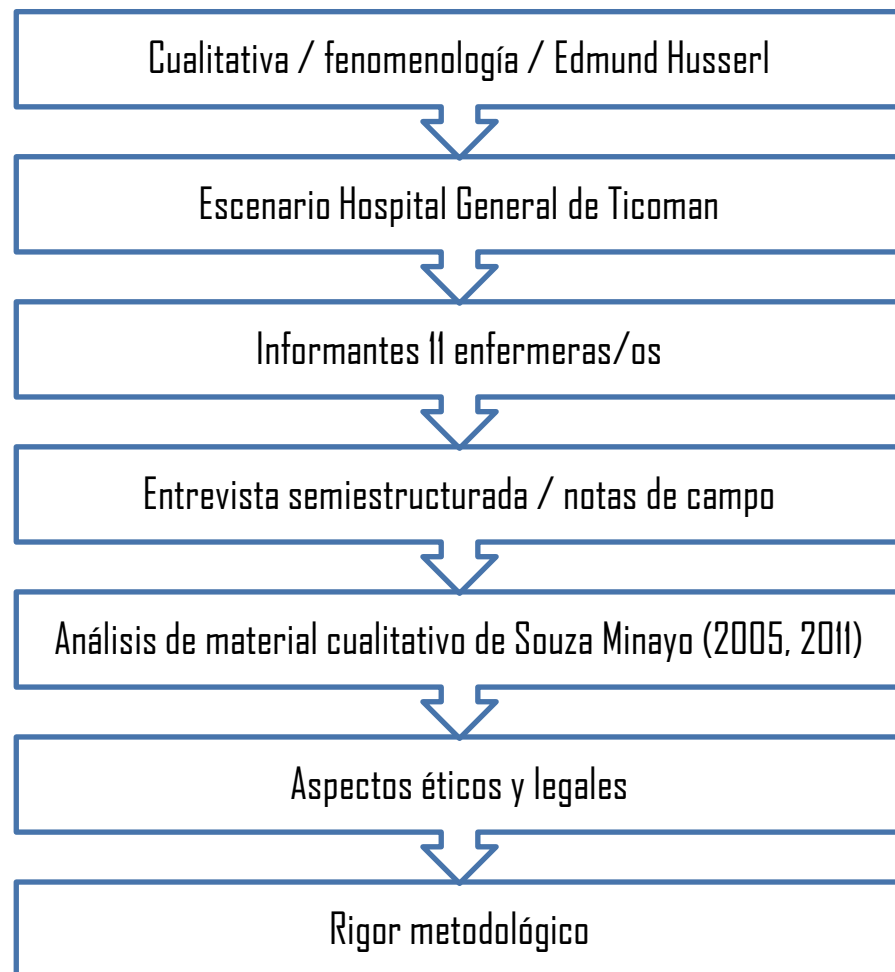 Cualitativa / fenomenología / Edmund Husserl
Escenario Hospital General de Ticoman
Informantes 11 enfermeras/os
Entrevista semiestructurada / notas de campo
Análisis de material cualitativo de Souza Minayo (2005, 2011)
Aspectos éticos y legales
Rigor metodológico